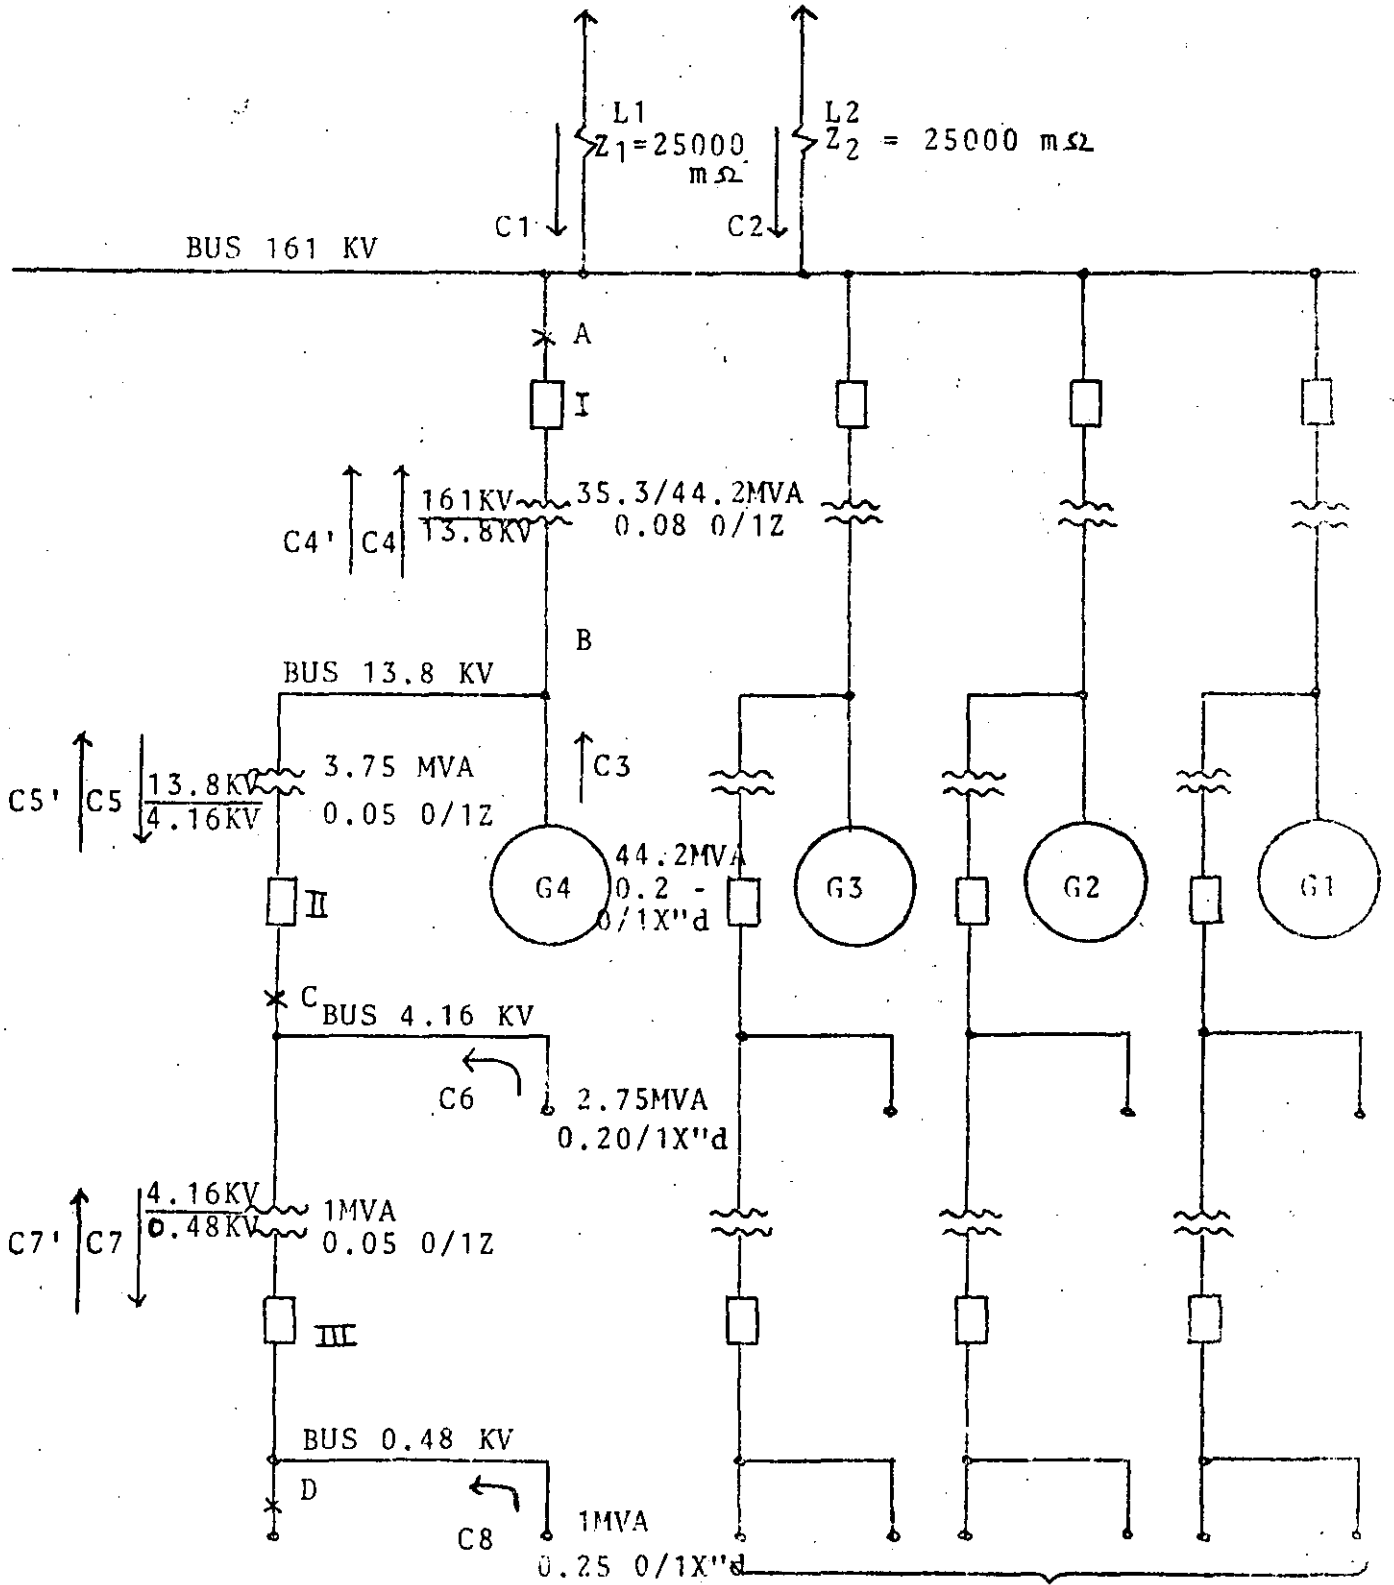 L1
Z1=25000
mΩ
L2
Z2 = 25000 mΩ
C1
C2
BUS 161 KV
A
I
161KV
13.8KV
35.3/44.2MVA
0.08 0/1Z
C4' C4
B
BUS 13.8 KV
C3
C5' C5
13.8KV
4.16KV
3.75 MVA
0.05 0/1Z
44.2MVA
0.2 -
0/1X"d
G4
G3
G2
G1
II
C
BUS 4.16 KV
C6
2.75MVA
0.20/1X"d
C7' C7
4.16KV
0.48KV
1MVA
0.05 0/1Z
III
BUS 0.48 KV
D
C8
1MVA
0.25 0/1X"d